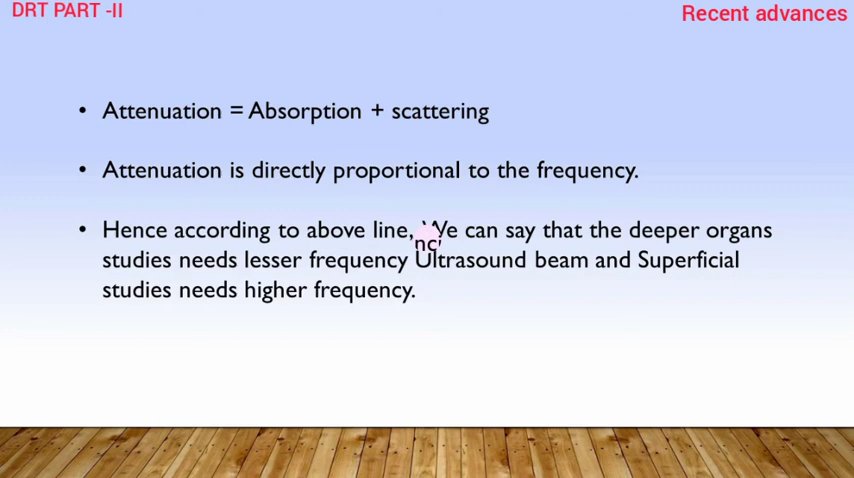 DRT PART -II
Recent advances
• Attenuation = Absorption + scattering
• Attenuation is directly proportional to the frequency.
• Hence according to above line, We can say that the deeper organs
studies needs lesser frequency Ultrasound beam and Superficial
studies needs higher frequency.